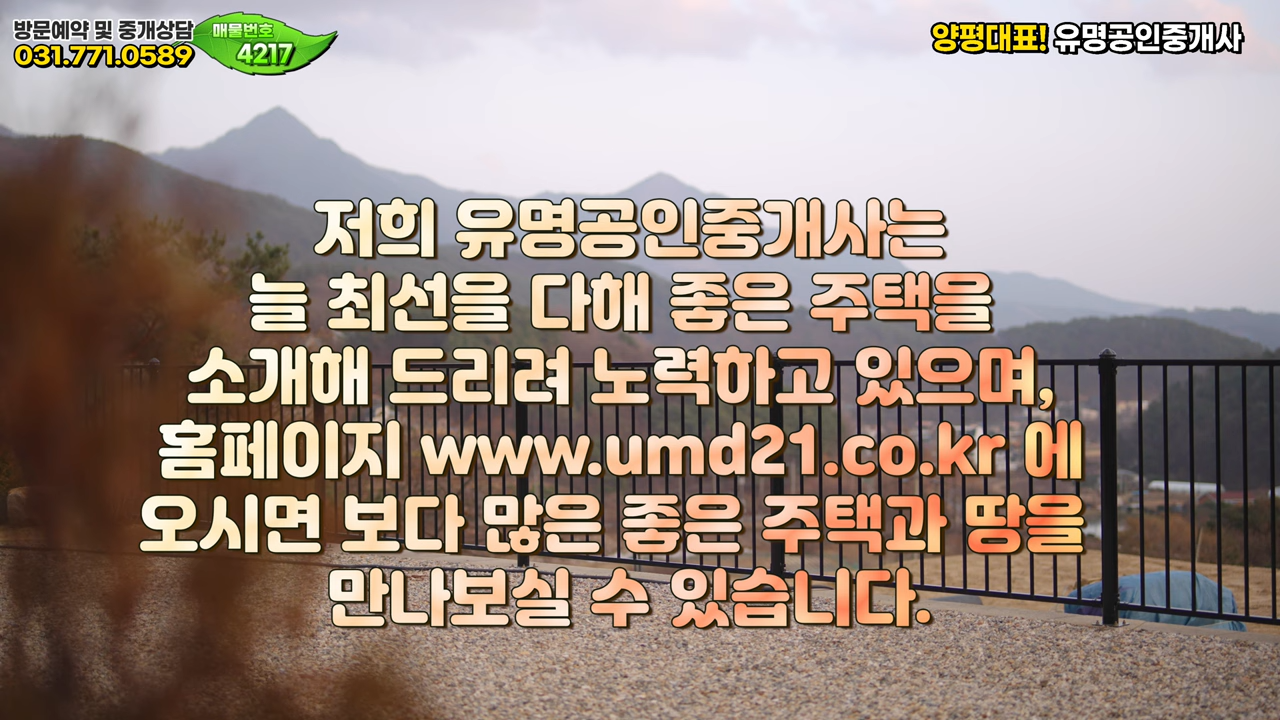 방문예약 및 중개상담
031.771.0589
매물번호
4217
양평대표! 유명공인중개사
저희 유명공인중개사는
늘 최선을 다해 좋은 주택을
소개해 드리려 노력하고 있으며,
홈페이지 www.umd21.co.kr 에
오시면 보다 많은 좋은 주택과 땅을
만나보실 수 있습니다.